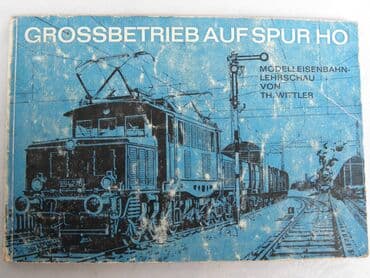 GROSSBETRIEB AUF SPUR HO
MODELLEISENBAHN-
LEHRSCHAU
VON
TH. WITTLER